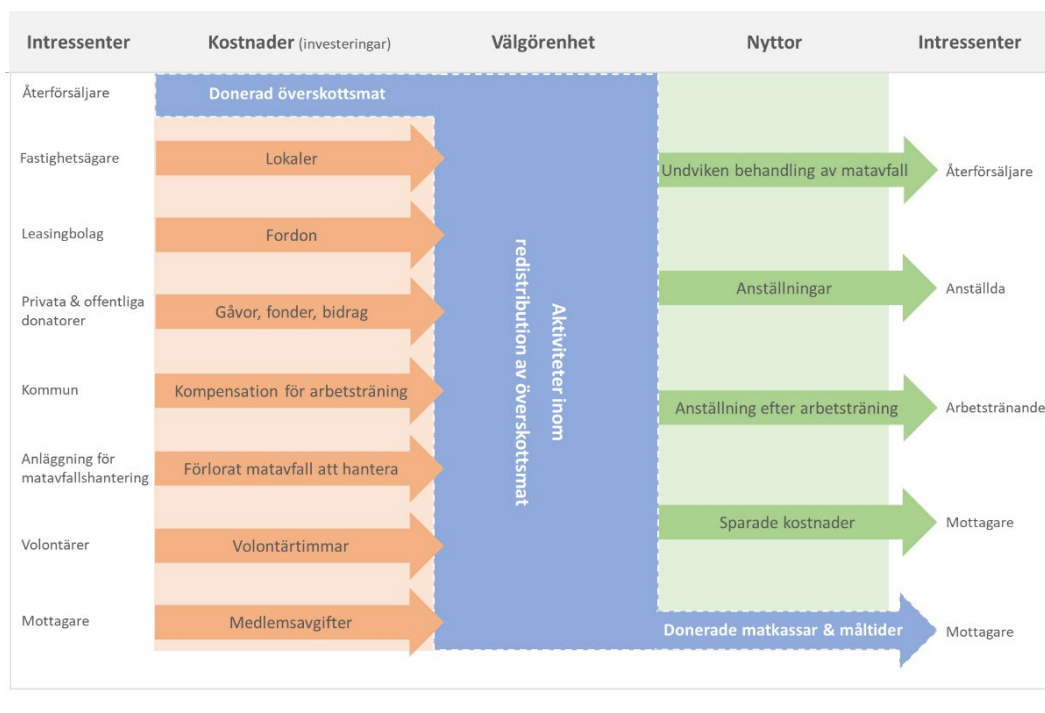 Intressenter
Kostnader (investeringar)
Välgörenhet
Nyttor
Intressenter
Återförsäljare
Donerad överskottsmat
Fastighetsägare
Lokaler
Undviken behandling av matavfall
Återförsäljare
Leasingbolag
Fordon
Anställningar
Anställda
Privata & offentliga
donatorer
Gåvor, fonder, bidrag
Aktiviteter inom
redistribution av överskottsmat
Kommun
Kompensation för arbetsträning
Anställning efter arbetsträning
Arbetstränande
Anläggning för
matavfallshantering
Förlorat matavfall att hantera
Sparade kostnader
Mottagare
Volontärer
Volontärtimmar
Mottagare
Medlemsavgifter
Donerade matkassar & måltider
Mottagare